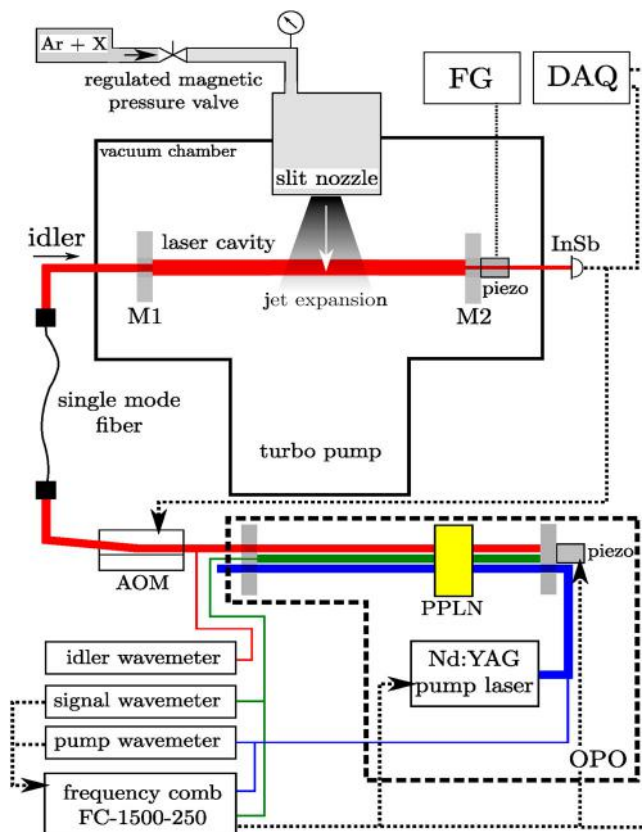 Ar + X
regulated magnetic
pressure valve
FG
DAQ
vacuum chamber
slit nozzle
idler
laser cavity
InSb
piezo
jet expansion
M1
M2
single mode
fiber
turbo pump
AOM
piezo
PPLN
Nd:YAG
pump laser
idler wavemeter
signal wavemeter
pump wavemeter
OPO
frequency comb
FC-1500-250